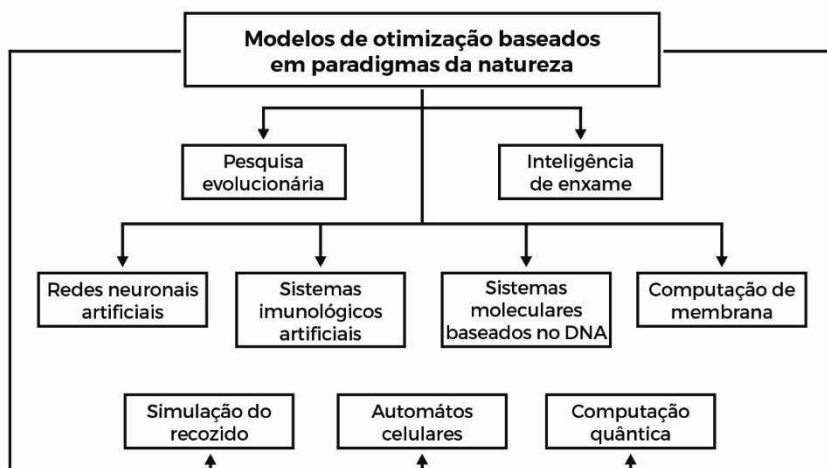 Modelos de otimização baseados
em paradigmas da natureza
Pesquisa
evolucionária
Inteligência
de enxame
Redes neuronais
artificiais
Sistemas
imunológicos
artificiais
Sistemas
moleculares
baseados no DNA
Computação de
membrana
Simulação do
recozido
Automátos
celulares
Computação
quântica